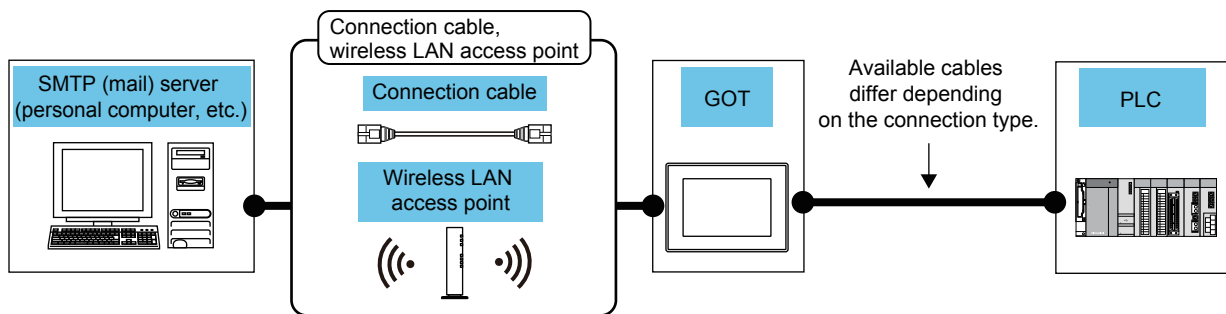 SMTP (mail) server
(personal computer, etc.)
Connection cable,
wireless LAN access point
Connection cable
Wireless LAN
access point
GOT
Available cables
differ depending
on the connection type.
PLC